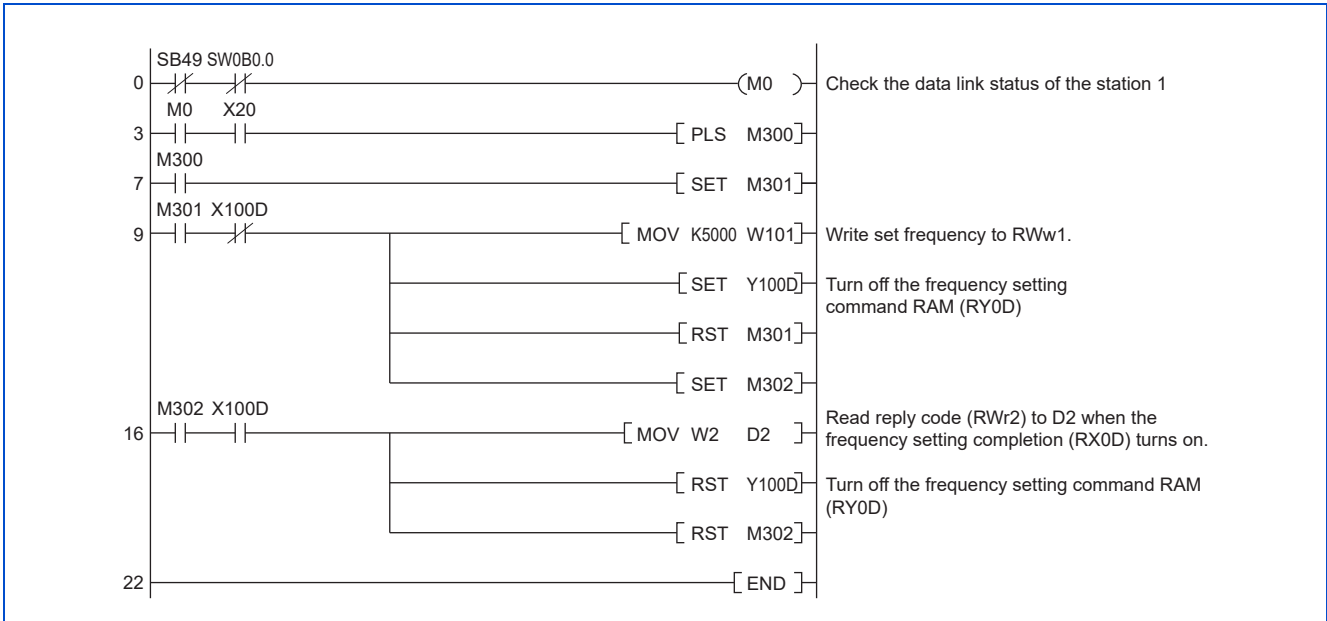 SB49 SW0B0.0
0 (M0 ) Check the data link status of the station 1
M0 X20
3 [ PLS M300]
M300
7 [ SET M301]
M301 X100D
9 [ MOV K5000 W101] Write set frequency to RWw1.
[ SET Y100D] Turn off the frequency setting
command RAM (RY0D)
[ RST M301]
[ SET M302]
M302 X100D
16 [ MOV W2 D2 ] Read reply code (RWr2) to D2 when the
frequency setting completion (RX0D) turns on.
[ RST Y100D] Turn off the frequency setting command RAM
(RY0D)
[ RST M302]
22 [ END ]